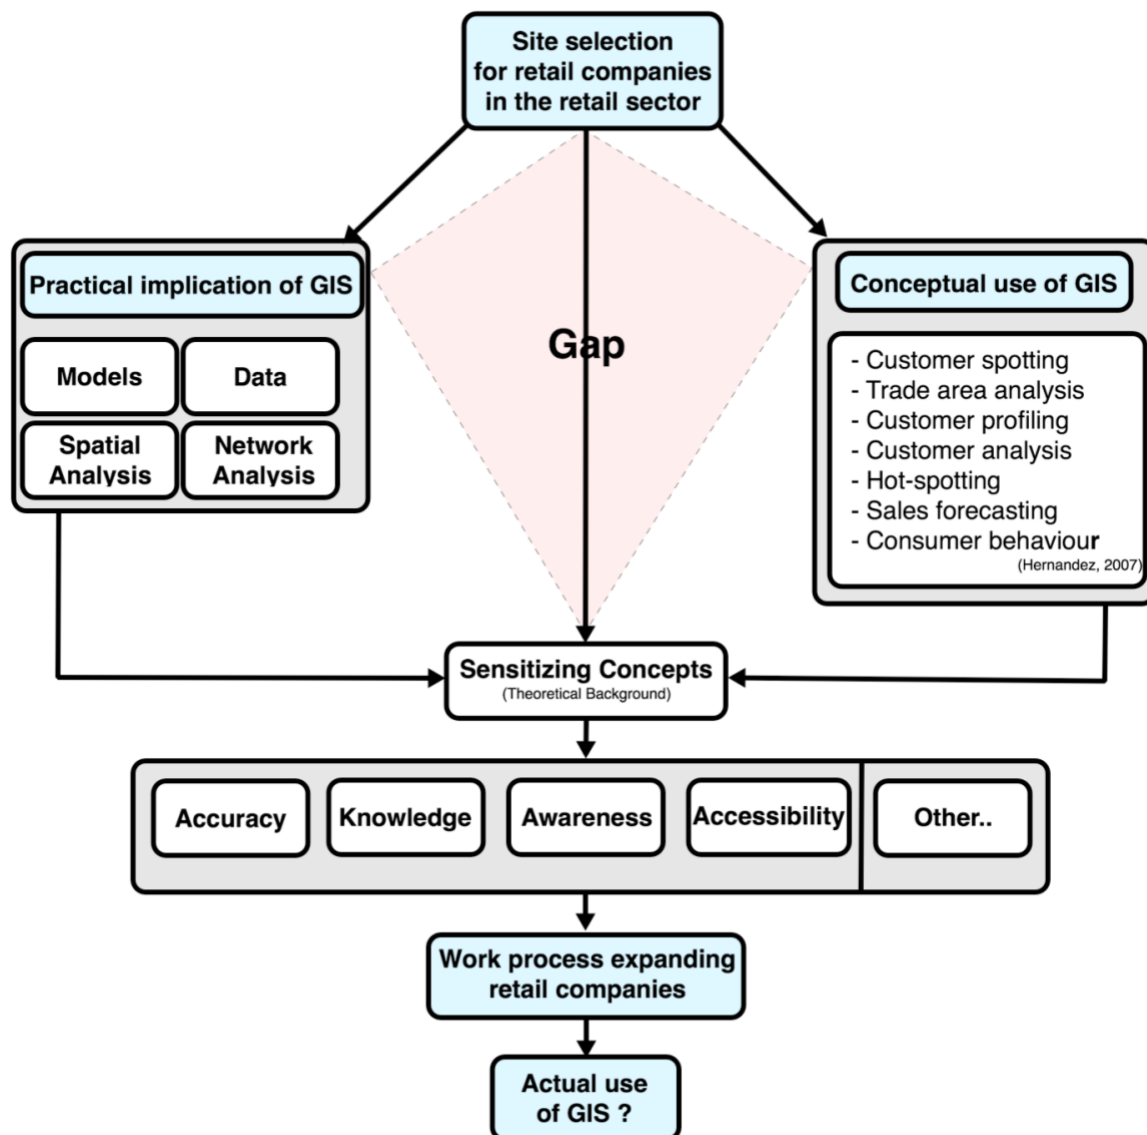 Site selection
for retail companies
in the retail sector
Practical implication of GIS
Models
Data
Spatial
Analysis
Network
Analysis
Gap
Conceptual use of GIS
- Customer spotting
- Trade area analysis
- Customer profiling
- Customer analysis
- Hot-spotting
- Sales forecasting
- Consumer behaviour
(Hernandez, 2007)
Sensitizing Concepts
(Theoretical Background)
Accuracy
Knowledge
Awareness
Accessibility
Other..
Work process expanding
retail companies
Actual use
of GIS ?